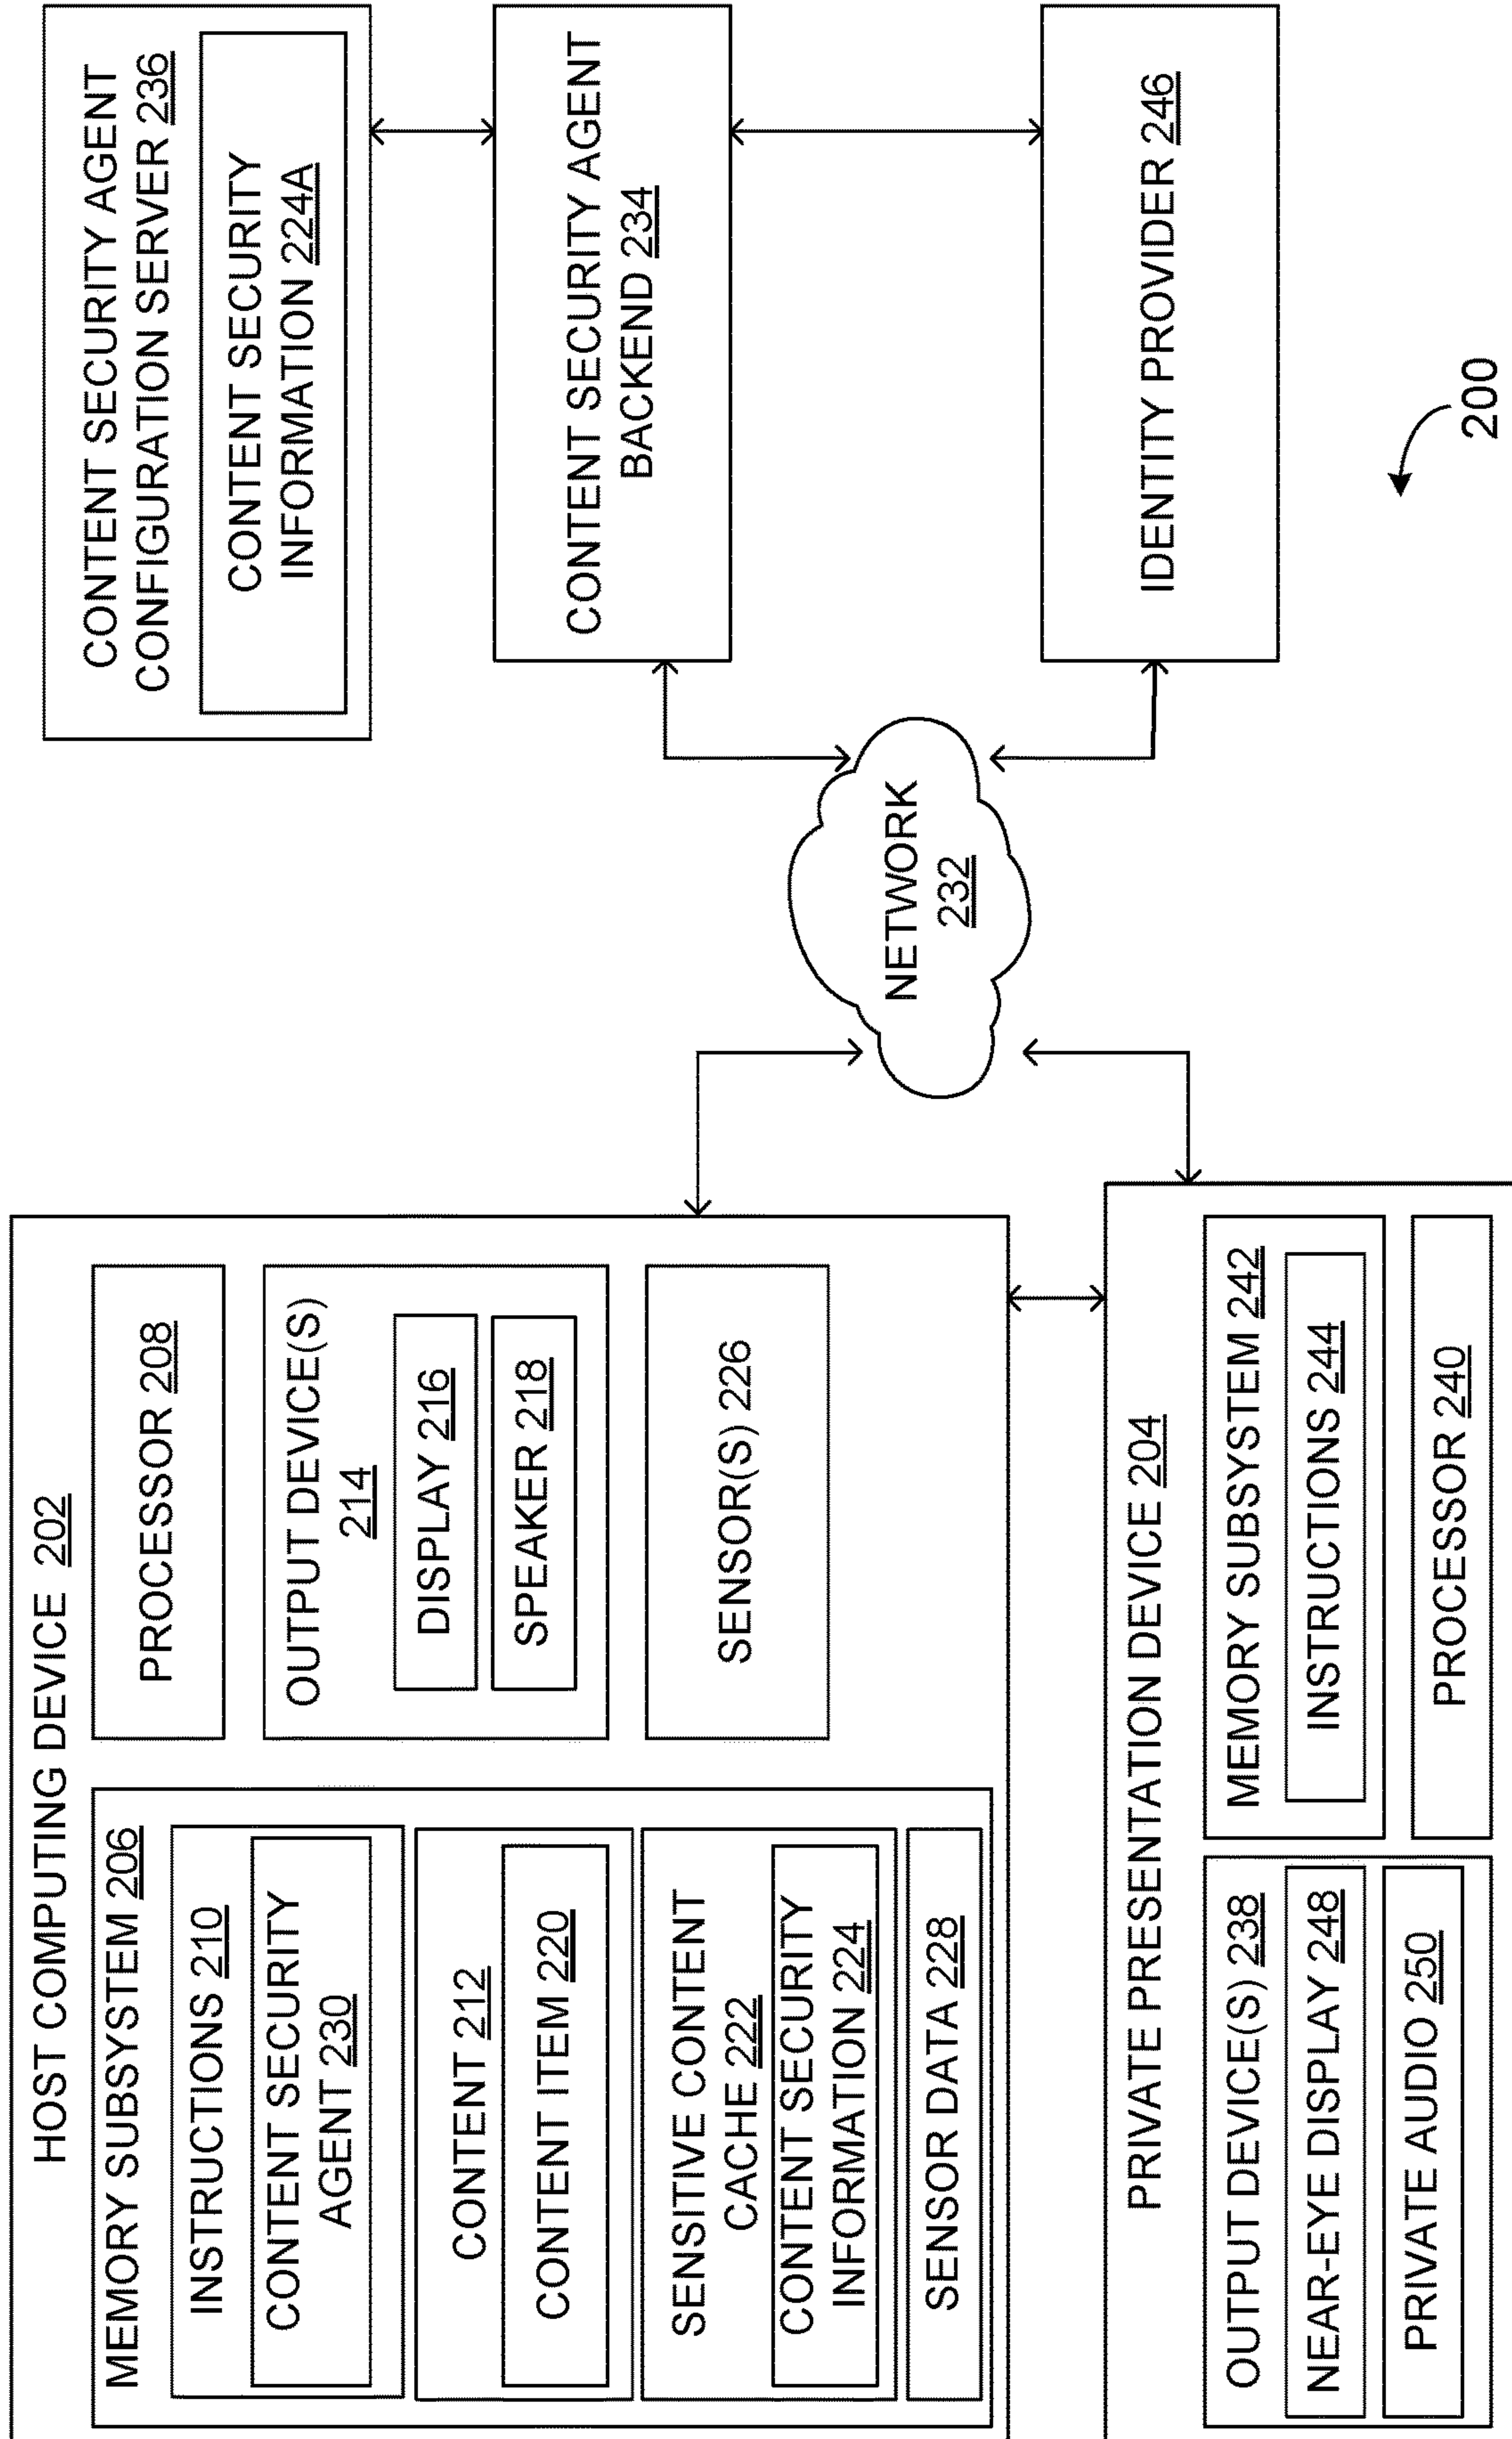 HOST COMPUTING DEVICE 202
MEMORY SUBSYSTEM 206
INSTRUCTIONS 210
CONTENT SECURITY
AGENT 230
CONTENT 212
CONTENT ITEM 220
SENSITIVE CONTENT
CACHE 222
CONTENT SECURITY
INFORMATION 224
SENSOR DATA 228
PROCESSOR 208
OUTPUT DEVICE(S)
214
DISPLAY 216
SPEAKER 218
SENSOR(S) 226
PRIVATE PRESENTATION DEVICE 204
OUTPUT DEVICE(S) 238
NEAR-EYE DISPLAY 248
PRIVATE AUDIO 250
MEMORY SUBSYSTEM 242
INSTRUCTIONS 244
PROCESSOR 240
NETWORK
232
CONTENT SECURITY AGENT
CONFIGURATION SERVER 236
CONTENT SECURITY
INFORMATION 224A
CONTENT SECURITY AGENT
BACKEND 234
IDENTITY PROVIDER 246
200